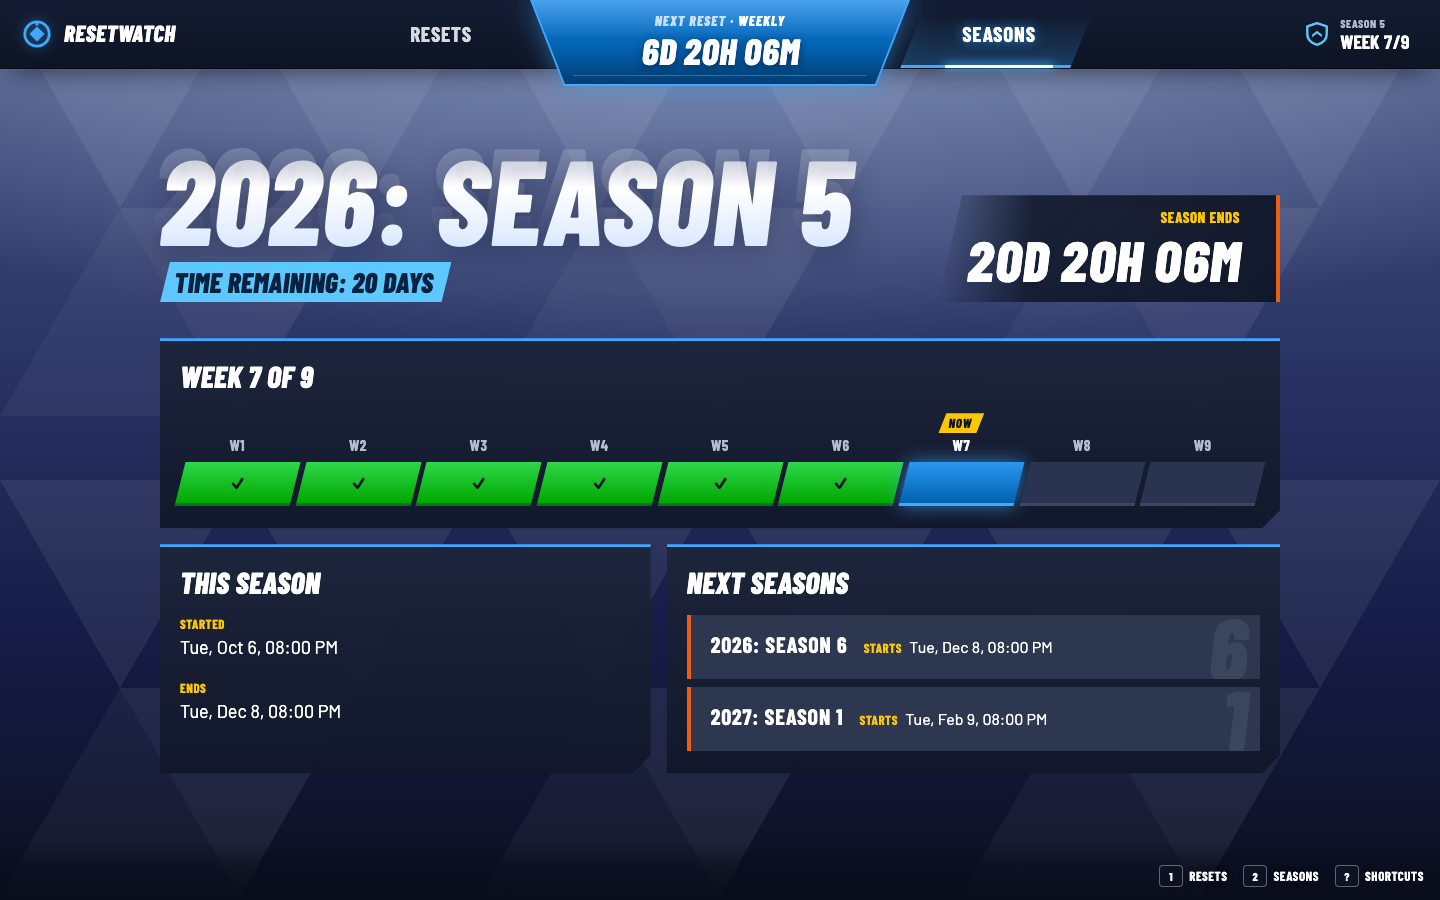 RESETWATCH
RESETS
NEXT RESET · WEEKLY
6D 20H 06M
SEASONS
SEASON 5
WEEK 7/9
2026: SEASON 5
TIME REMAINING: 20 DAYS
SEASON ENDS
20D 20H 06M
WEEK 7 OF 9
NOW
W1 W2 W3 W4 W5 W6 W7 W8 W9
THIS SEASON
STARTED
Tue, Oct 6, 08:00 PM
ENDS
Tue, Dec 8, 08:00 PM
NEXT SEASONS
2026: SEASON 6 STARTS Tue, Dec 8, 08:00 PM 6
2027: SEASON 1 STARTS Tue, Feb 9, 08:00 PM 1
1 RESETS 2 SEASONS ? SHORTCUTS